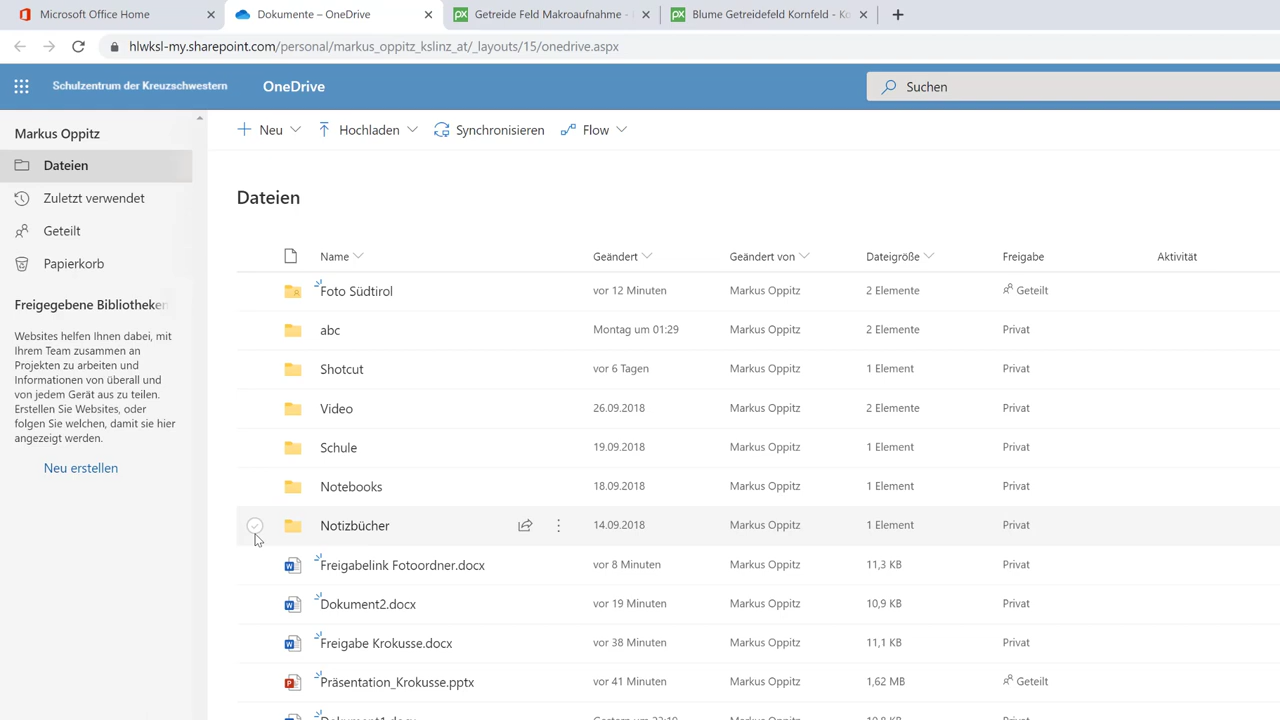 Microsoft Office Home
Dokumente – OneDrive
Getreide Feld Makroaufnahme -
Blume Getreidefeld Kornfeld - Ko
hlwksl-my.sharepoint.com/personal/markus_oppitz_kslinz_at/_layouts/15/onedrive.aspx
Schulzentrum der Kreuzschwestern
OneDrive
Suchen
Markus Oppitz
Dateien
Zuletzt verwendet
Geteilt
Papierkorb
Freigegebene Bibliotheken
Websites helfen Ihnen dabei, mit
Ihrem Team zusammen an
Projekten zu arbeiten und
Informationen von überall und
von jedem Gerät aus zu teilen.
Erstellen Sie Websites, oder
folgen Sie welchen, damit sie hier
angezeigt werden.
Neu erstellen
Neu Hochladen Synchronisieren Flow
Dateien
Name Geändert Geändert von Dateigröße Freigabe Aktivität
Foto Südtirol vor 12 Minuten Markus Oppitz 2 Elemente Geteilt
abc Montag um 01:29 Markus Oppitz 2 Elemente Privat
Shotcut vor 6 Tagen Markus Oppitz 1 Element Privat
Video 26.09.2018 Markus Oppitz 2 Elemente Privat
Schule 19.09.2018 Markus Oppitz 1 Element Privat
Notebooks 18.09.2018 Markus Oppitz 1 Element Privat
Notizbücher 14.09.2018 Markus Oppitz 1 Element Privat
Freigabelink Fotoordner.docx vor 8 Minuten Markus Oppitz 11,3 KB Privat
Dokument2.docx vor 19 Minuten Markus Oppitz 10,9 KB Privat
Freigabe Krokusse.docx vor 38 Minuten Markus Oppitz 11,1 KB Privat
Präsentation_Krokusse.pptx vor 41 Minuten Markus Oppitz 1,62 MB Geteilt